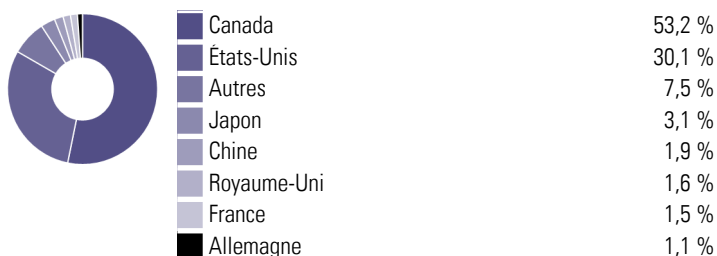 Canada 53,2 %
États-Unis 30,1 %
Autres 7,5 %
Japon 3,1 %
Chine 1,9 %
Royaume-Uni 1,6 %
France 1,5 %
Allemagne 1,1 %